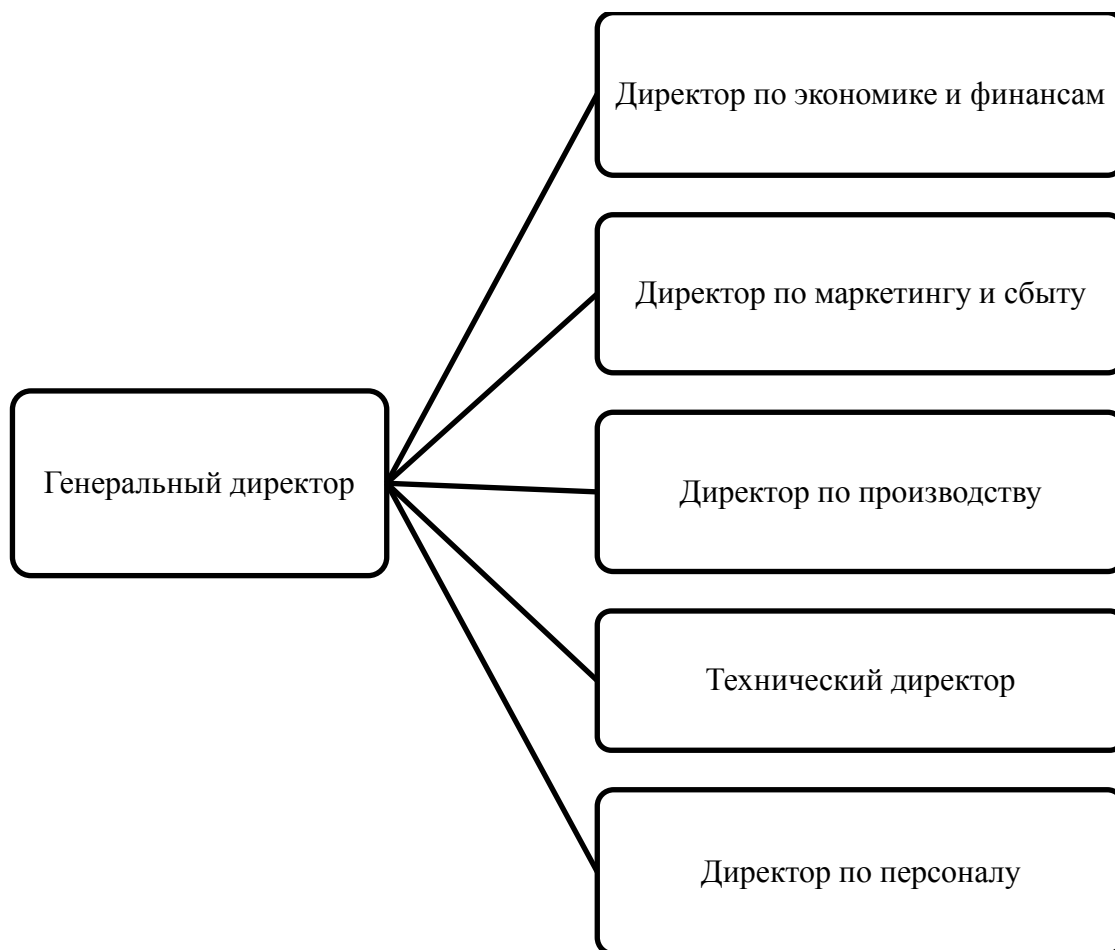 Директор по экономике и финансам
Директор по маркетингу и сбыту
Генеральный директор
Директор по производству
Технический директор
Директор по персоналу